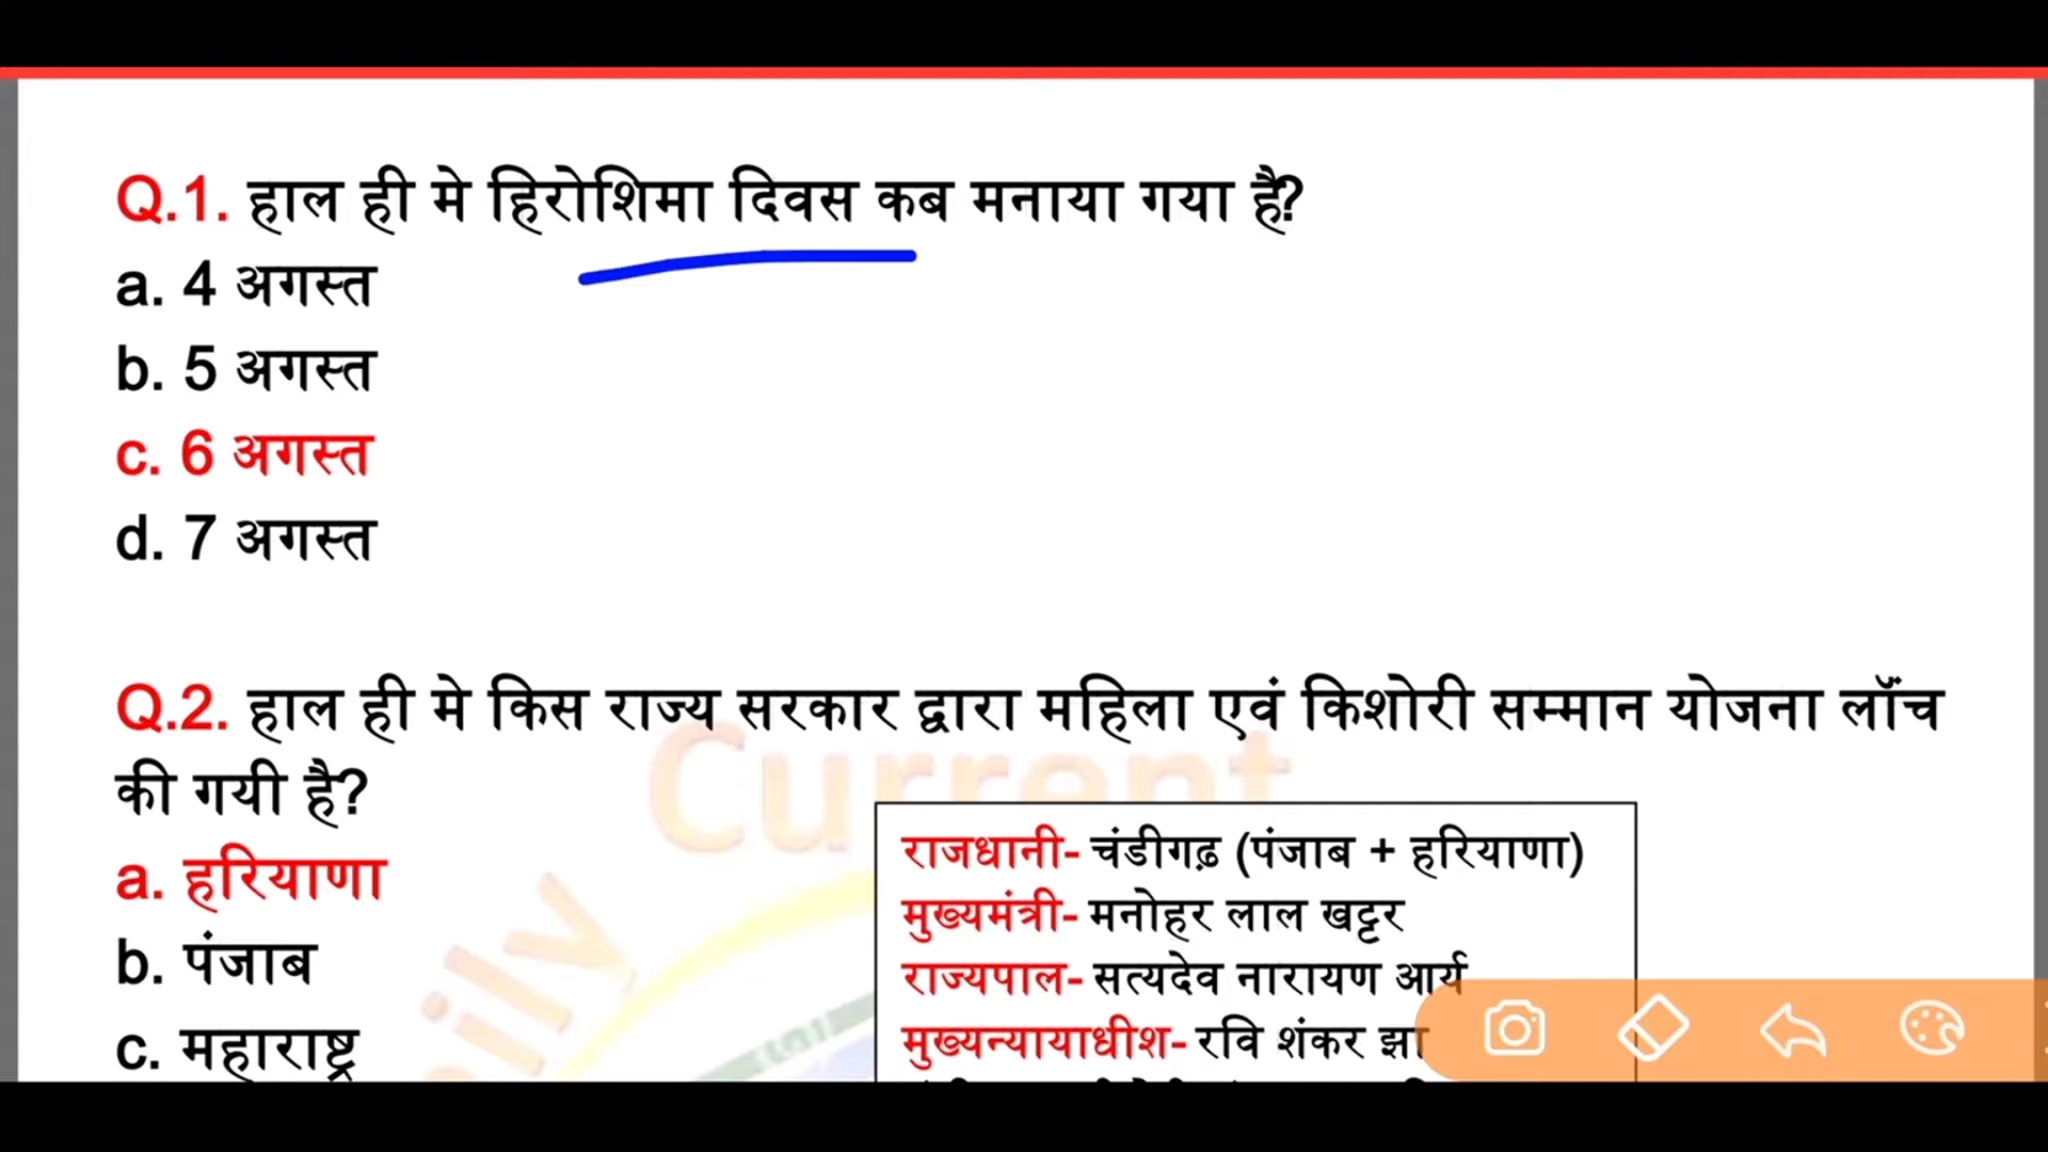 Q.1. हाल ही मे हिरोशिमा दिवस कब मनाया गया है?
a. 4 अगस्त
b. 5 अगस्त
c. 6 अगस्त
d. 7 अगस्त
Q.2. हाल ही मे किस राज्य सरकार द्वारा महिला एवं किशोरी सम्मान योजना लॉंच
की गयी है?
a. हरियाणा
b. पंजाब
c. महाराष्ट्र
Current
राजधानी- चंडीगढ़ (पंजाब + हरियाणा)
मुख्यमंत्री- मनोहर लाल खट्टर
राज्यपाल- सत्यदेव नारायण आर्य
मुख्यन्यायाधीश- रवि शंकर झा